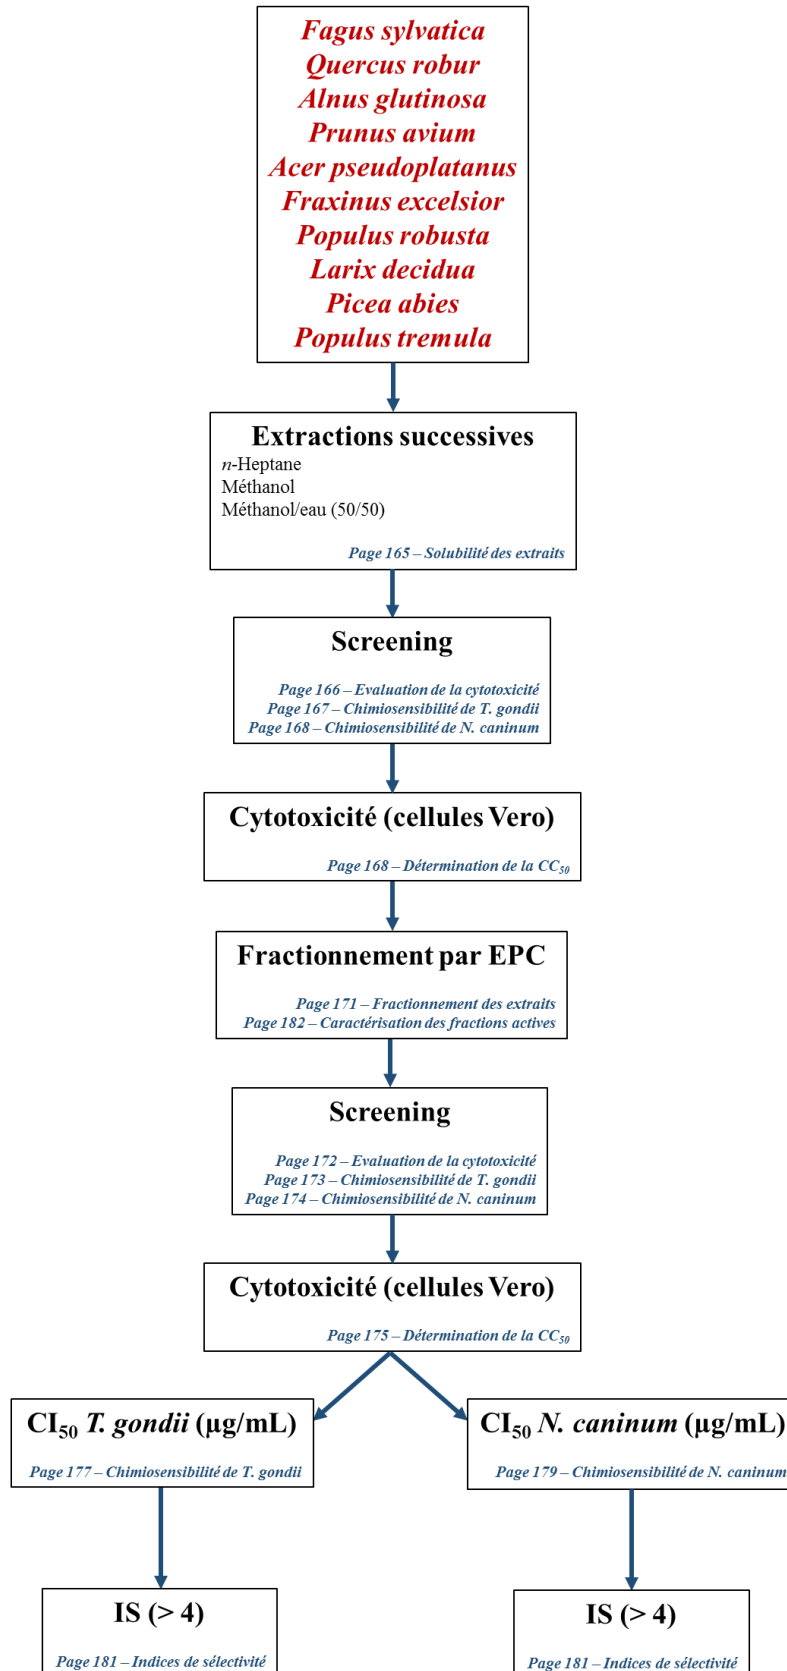 Fagus sylvatica
Quercus robur
Alnus glutinosa
Prunus avium
Acer pseudoplatanus
Fraxinus excelsior
Populus robusta
Larix decidua
Picea abies
Populus tremula
Extractions successives
n-Heptane
Méthanol
Méthanol/eau (50/50)
Page 165 – Solubilité des extraits
Screening
Page 166 – Evaluation de la cytotoxicité
Page 167 – Chimiosensibilité de T. gondii
Page 168 – Chimiosensibilité de N. caninum
Cytotoxicité (cellules Vero)
Page 168 – Détermination de la CC₅₀
Fractionnement par EPC
Page 171 – Fractionnement des extraits
Page 182 – Caractérisation des fractions actives
Screening
Page 172 – Evaluation de la cytotoxicité
Page 173 – Chimiosensibilité de T. gondii
Page 174 – Chimiosensibilité de N. caninum
Cytotoxicité (cellules Vero)
Page 175 – Détermination de la CC₅₀
CI₅₀ T. gondii (µg/mL)
Page 177 – Chimiosensibilité de T. gondii
CI₅₀ N. caninum (µg/mL)
Page 179 – Chimiosensibilité de N. caninum
IS (> 4)
Page 181 – Indices de sélectivité
IS (> 4)
Page 181 – Indices de sélectivité